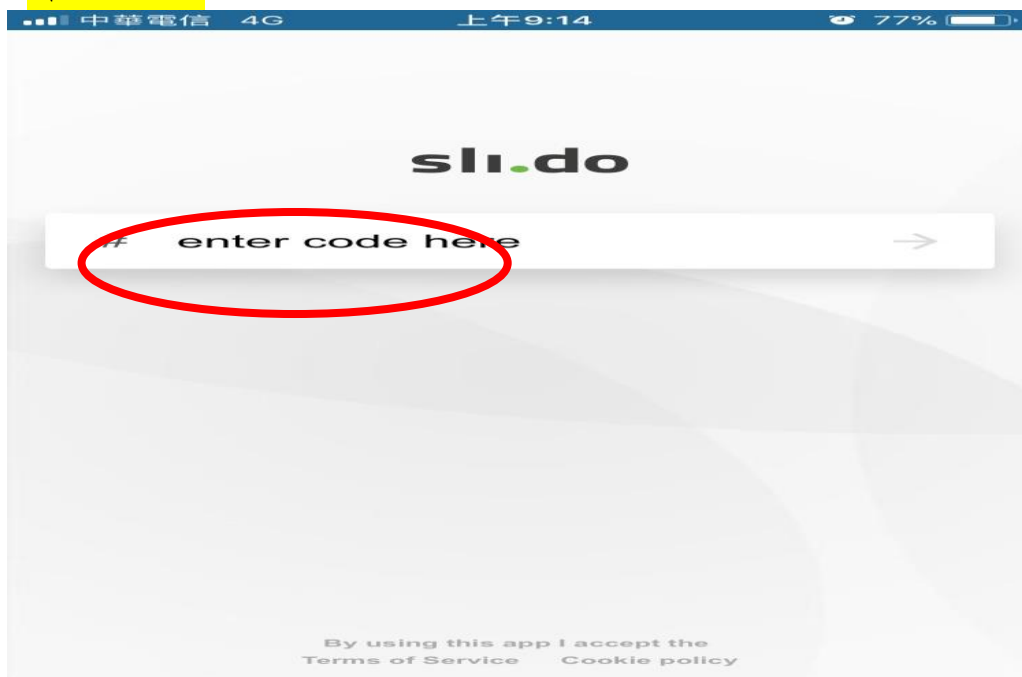 中華電信 4G 上午9:14 77%
slı.do
# enter code here
By using this app I accept the
Terms of Service Cookie policy